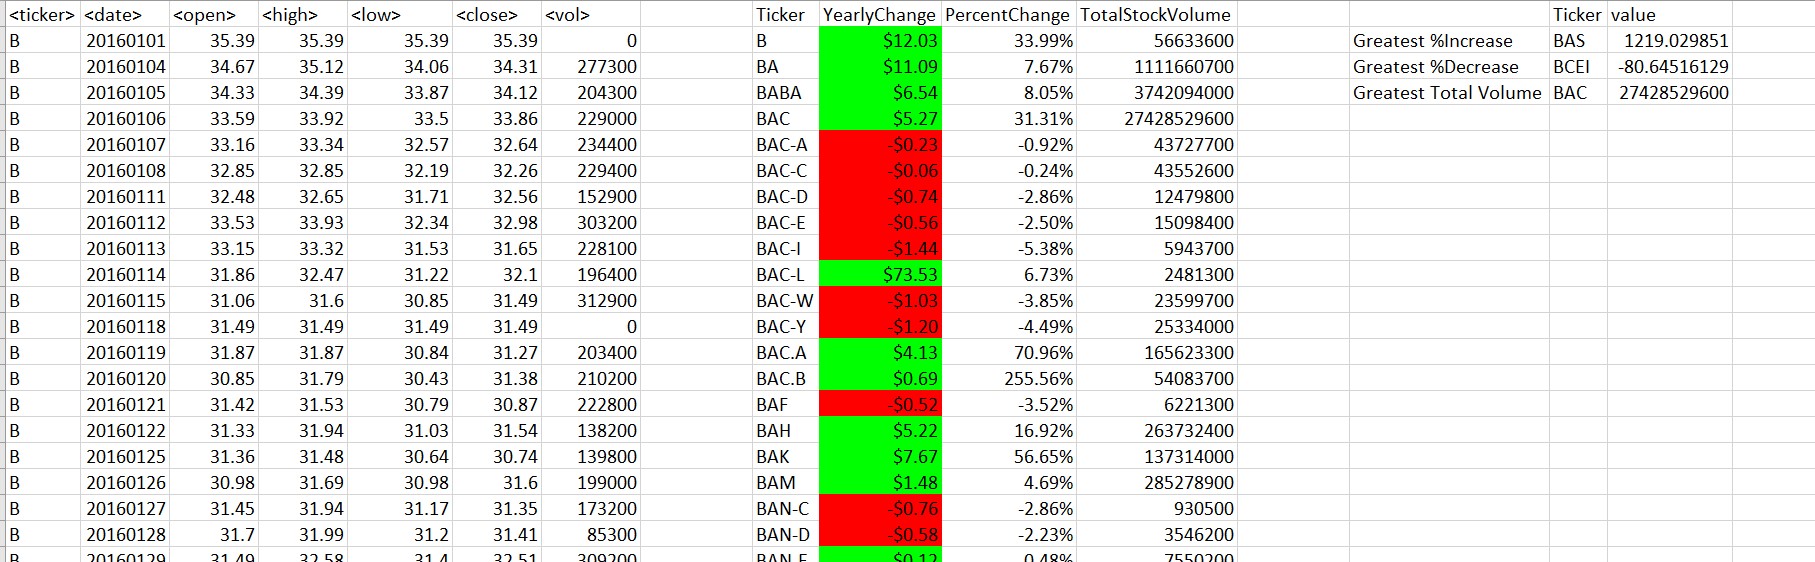 <ticker> <date> <open> <high> <low> <close> <vol> Ticker YearlyChange PercentChange TotalStockVolume Ticker value
B 20160101 35.39 35.39 35.39 35.39 0 B $12.03 33.99% 56633600 Greatest %Increase BAS 1219.029851
B 20160104 34.67 35.12 34.06 34.31 277300 BA $11.09 7.67% 1111660700 Greatest %Decrease BCEI -80.64516129
B 20160105 34.33 34.39 33.87 34.12 204300 BABA $6.54 8.05% 3742094000 Greatest Total Volume BAC 27428529600
B 20160106 33.59 33.92 33.5 33.86 229000 BAC $5.27 31.31% 27428529600
B 20160107 33.16 33.34 32.57 32.64 234400 BAC-A -$0.23 -0.92% 43727700
B 20160108 32.85 32.85 32.19 32.26 229400 BAC-C -$0.06 -0.24% 43552600
B 20160111 32.48 32.65 31.71 32.56 152900 BAC-D -$0.74 -2.86% 12479800
B 20160112 33.53 33.93 32.34 32.98 303200 BAC-E -$0.56 -2.50% 15098400
B 20160113 33.15 33.32 31.53 31.65 228100 BAC-I -$1.44 -5.38% 5943700
B 20160114 31.86 32.47 31.22 32.1 196400 BAC-L $73.53 6.73% 2481300
B 20160115 31.06 31.6 30.85 31.49 312900 BAC-W -$1.03 -3.85% 23599700
B 20160118 31.49 31.49 31.49 31.49 0 BAC-Y -$1.20 -4.49% 25334000
B 20160119 31.87 31.87 30.84 31.27 203400 BAC.A $4.13 70.96% 165623300
B 20160120 30.85 31.79 30.43 31.38 210200 BAC.B $0.69 255.56% 54083700
B 20160121 31.42 31.53 30.79 30.87 222800 BAF -$0.52 -3.52% 6221300
B 20160122 31.33 31.94 31.03 31.54 138200 BAH $5.22 16.92% 263732400
B 20160125 31.36 31.48 30.64 30.74 139800 BAK $7.67 56.65% 137314000
B 20160126 30.98 31.69 30.98 31.6 199000 BAM $1.48 4.69% 285278900
B 20160127 31.45 31.94 31.17 31.35 173200 BAN-C -$0.76 -2.86% 930500
B 20160128 31.7 31.99 31.2 31.41 85300 BAN-D -$0.58 -2.23% 3546200
B 20160129 31.49 32.58 31.4 32.51 309200 BAN-E $0.12 0.48% 7550200